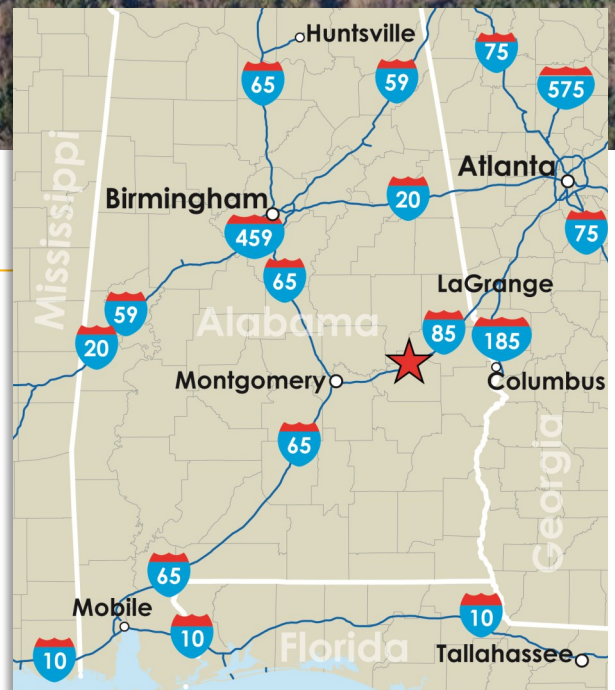 Huntsville
75
65
59
575
Mississippi
Atlanta
Birmingham
20
459
75
65
LaGrange
59
Alabama
85
20
185
Montgomery
Columbus
65
Georgia
65
Mobile
10
10
10
Florida
Tallahassee